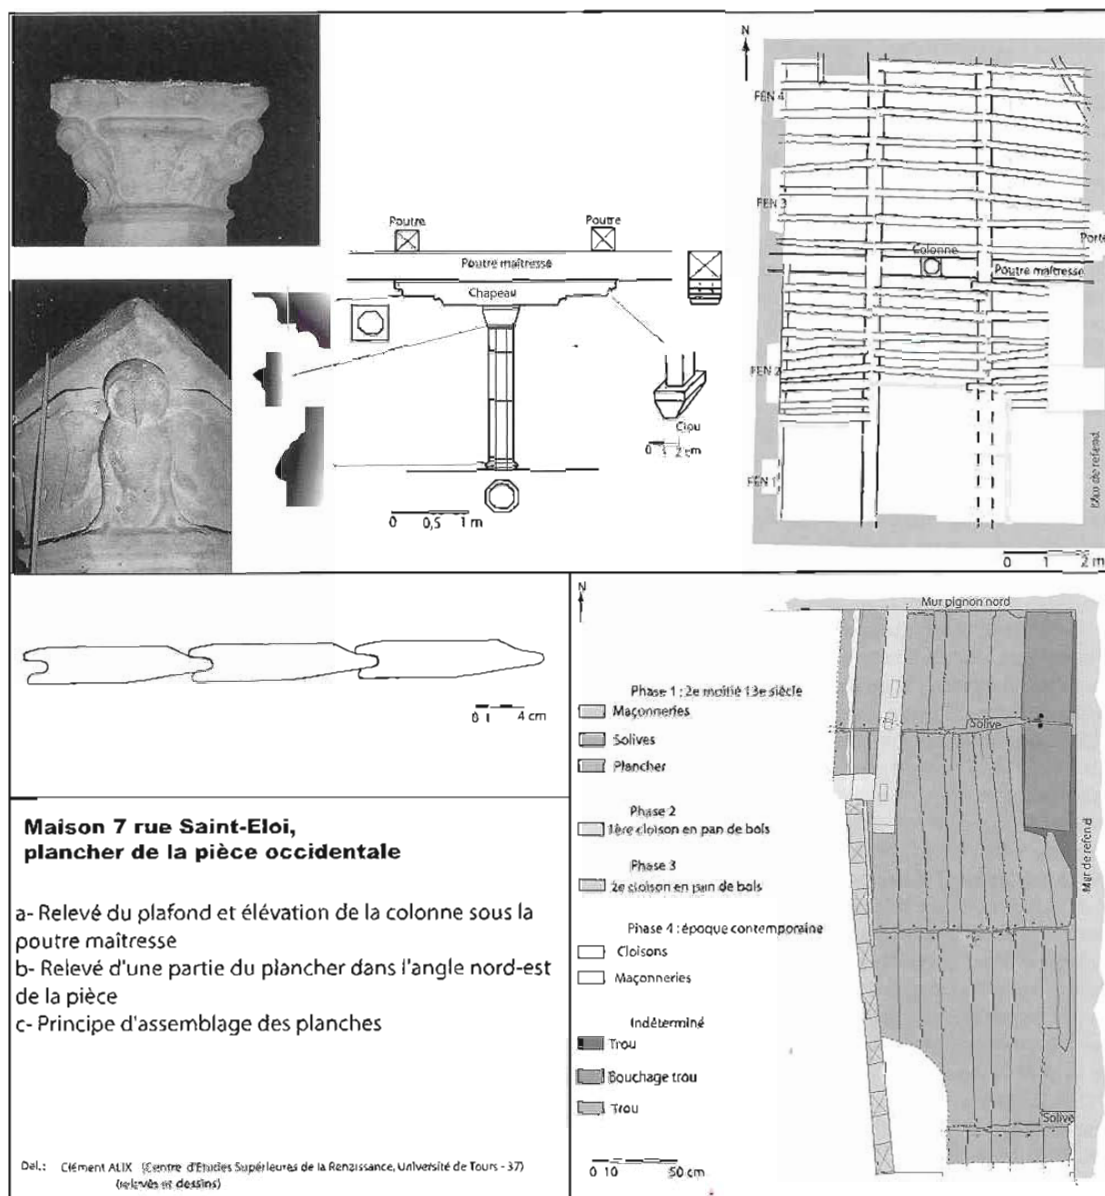 Poutre
Poutre
Poutre maîtresse
Chapeau
Clou
0 1 2 cm
0 0,5 1 m
N
FEN 4
FEN 3
Porte
Colonne
Poutre maîtresse
FEN 2
FEN 1
Mur de refend
0 1 2 m
0 1 4 cm
Maison 7 rue Saint-Eloi,
plancher de la pièce occidentale
a- Relevé du plafond et élévation de la colonne sous la
poutre maîtresse
b- Relevé d'une partie du plancher dans l'angle nord-est
de la pièce
c- Principe d'assemblage des planches
Del.: Clément ALIX (Centre d'Etudes Supérieures de la Renaissance, Université de Tours - 37)
(relevés et dessins)
N
Mur pignon nord
Phase 1 : 2e moitié 13e siècle
Maçonneries
Solives
Plancher
Phase 2
1ère cloison en pan de bois
Phase 3
2e cloison en pan de bois
Phase 4 : époque contemporaine
Cloisons
Maçonneries
Indéterminé
Trou
Bouchage trou
Trou
Solive
Mur de refend
Solive
0 10 50 cm